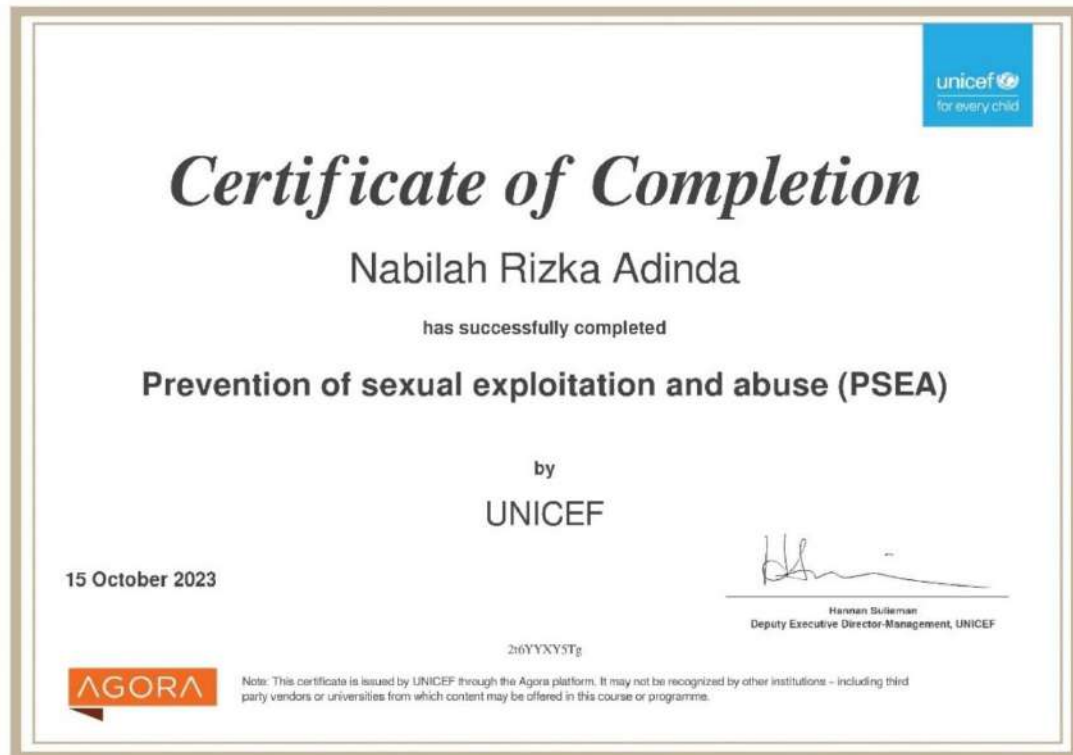 unicef
for every child
Certificate of Completion
Nabilah Rizka Adinda
has successfully completed
Prevention of sexual exploitation and abuse (PSEA)
by
UNICEF
15 October 2023
Hannan Sulieman
Deputy Executive Director-Management, UNICEF
2t6YYXY5Tg
AGORA
Note: This certificate is issued by UNICEF through the Agora platform. It may not be recognized by other institutions – including third
party vendors or universities from which content may be offered in this course or programme.